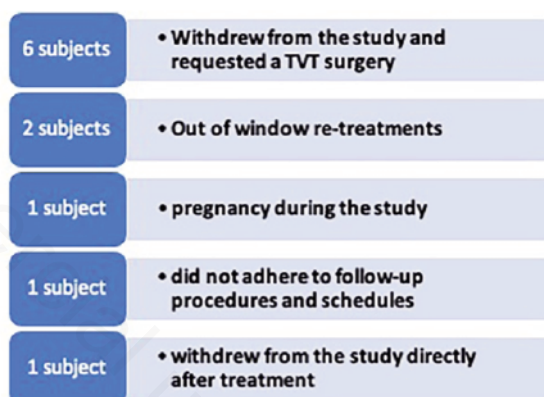 6 subjects
• Withdrew from the study and
requested a TVT surgery
2 subjects
• Out of window re-treatments
1 subject
• pregnancy during the study
1 subject
• did not adhere to follow-up
procedures and schedules
1 subject
• withdrew from the study directly
after treatment